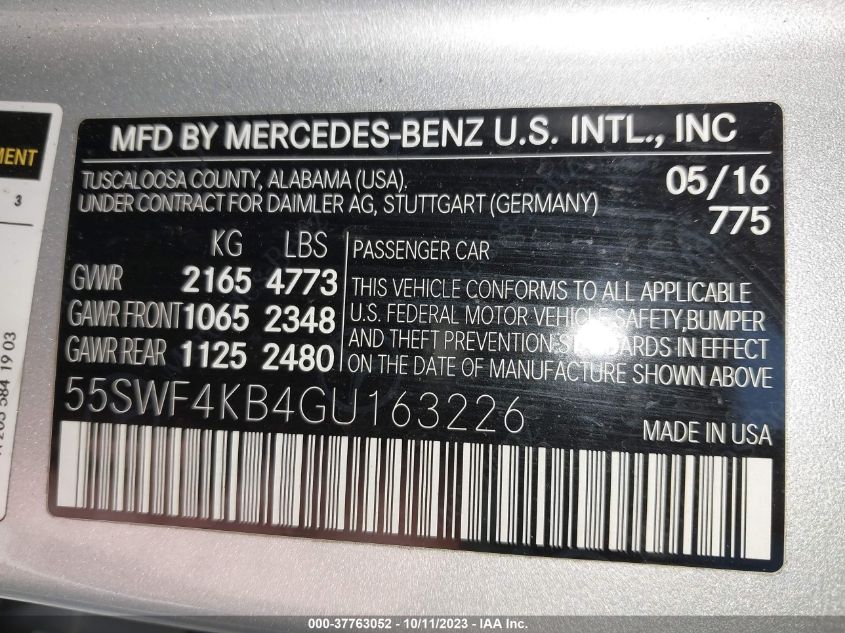 MENT
3
MFD BY MERCEDES-BENZ U.S. INTL., INC
TUSCALOOSA COUNTY, ALABAMA (USA).
UNDER CONTRACT FOR DAIMLER AG, STUTTGART (GERMANY)
05/16
775
KG LBS
GVWR 2165 4773
GAWR FRONT 1065 2348
GAWR REAR 1125 2480
PASSENGER CAR
THIS VEHICLE CONFORMS TO ALL APPLICABLE
U.S. FEDERAL MOTOR VEHICLE SAFETY, BUMPER
AND THEFT PREVENTION STANDARDS IN EFFECT
ON THE DATE OF MANUFACTURE SHOWN ABOVE
55SWF4KB4GU163226
MADE IN USA
584 19 03
000-37763052 - 10/11/2023 - IAA Inc.